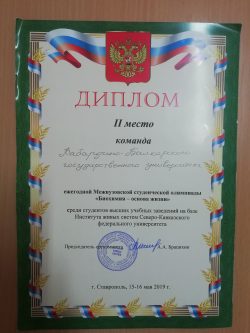 ДИПЛОМ
II место
команда
Кабардино-Балкарского
государственного университета
ежегодной Межвузовской студенческой олимпиады
«Биохимия – основа жизни»
среди студентов высших учебных заведений на базе
Института живых систем Северо-Кавказского
федерального университета
Председатель оргкомитета
А.А. Брацихин
г. Ставрополь, 15-16 мая 2019 г.